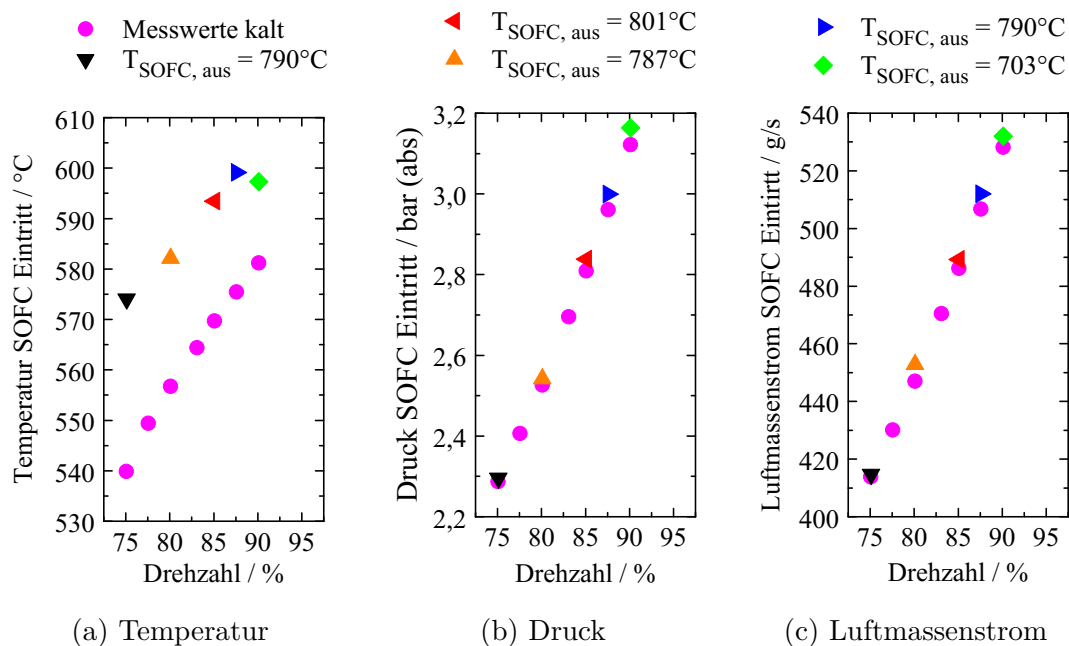 Messwerte kalt
T_SOFC, aus = 790°C
T_SOFC, aus = 801°C
T_SOFC, aus = 787°C
T_SOFC, aus = 790°C
T_SOFC, aus = 703°C
Temperatur SOFC Eintritt / °C
610
600
590
580
570
560
550
540
530
75 80 85 90 95
Drehzahl / %
(a) Temperatur
Druck SOFC Eintritt / bar (abs)
3,2
3,0
2,8
2,6
2,4
2,2
75 80 85 90 95
Drehzahl / %
(b) Druck
Luftmassenstrom SOFC Eintirtt / g/s
540
520
500
480
460
440
420
400
75 80 85 90 95
Drehzahl / %
(c) Luftmassenstrom